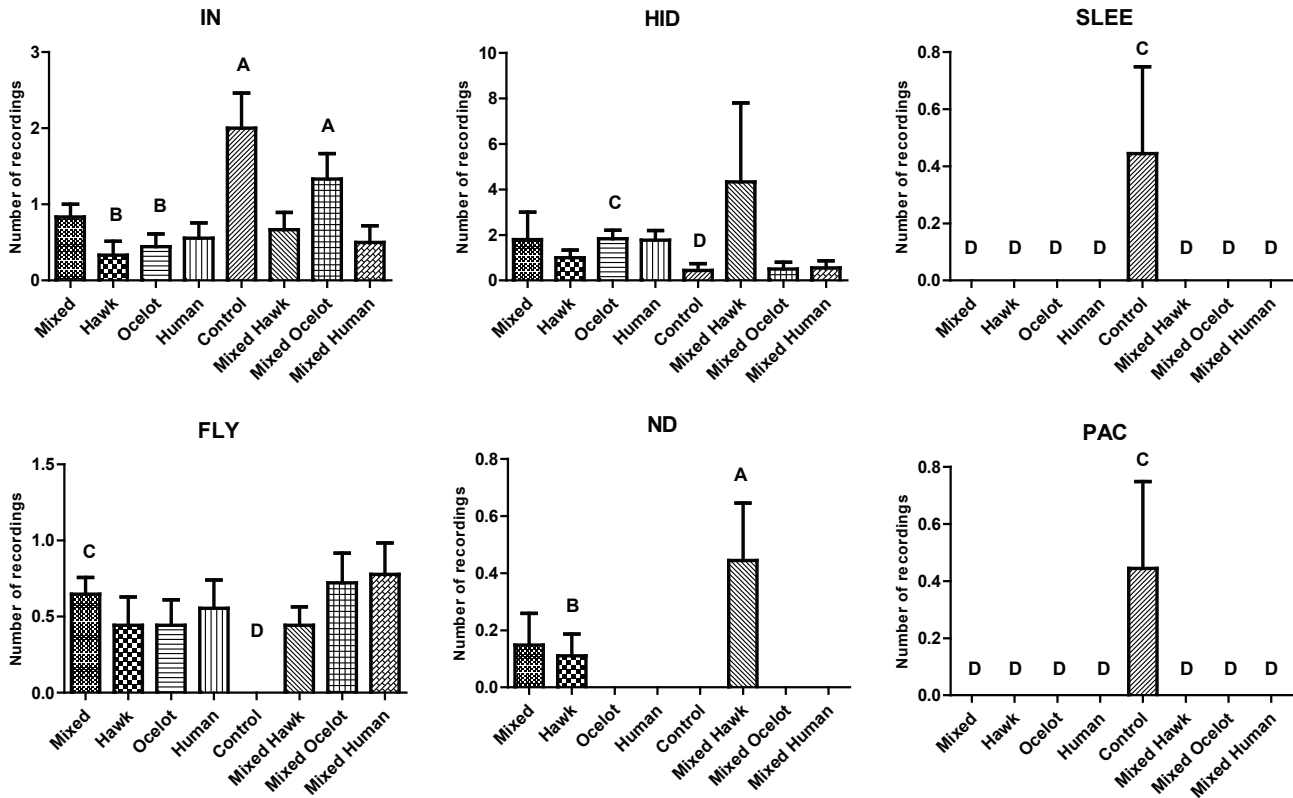 IN
Number of recordings
3
2
1
0
A
A
B
B
Mixed
Hawk
Ocelot
Human
Control
Mixed Hawk
Mixed Ocelot
Mixed Human
HID
Number of recordings
10
8
6
4
2
0
C
D
Mixed
Hawk
Ocelot
Human
Control
Mixed Hawk
Mixed Ocelot
Mixed Human
SLEE
Number of recordings
0.8
0.6
0.4
0.2
0.0
C
D D D D D D D
Mixed
Hawk
Ocelot
Human
Control
Mixed Hawk
Mixed Ocelot
Mixed Human
FLY
Number of recordings
1.5
1.0
0.5
0.0
C
D
Mixed
Hawk
Ocelot
Human
Control
Mixed Hawk
Mixed Ocelot
Mixed Human
ND
Number of recordings
0.8
0.6
0.4
0.2
0.0
A
B
Mixed
Hawk
Ocelot
Human
Control
Mixed Hawk
Mixed Ocelot
Mixed Human
PAC
Number of recordings
0.8
0.6
0.4
0.2
0.0
C
D D D D D D D
Mixed
Hawk
Ocelot
Human
Control
Mixed Hawk
Mixed Ocelot
Mixed Human